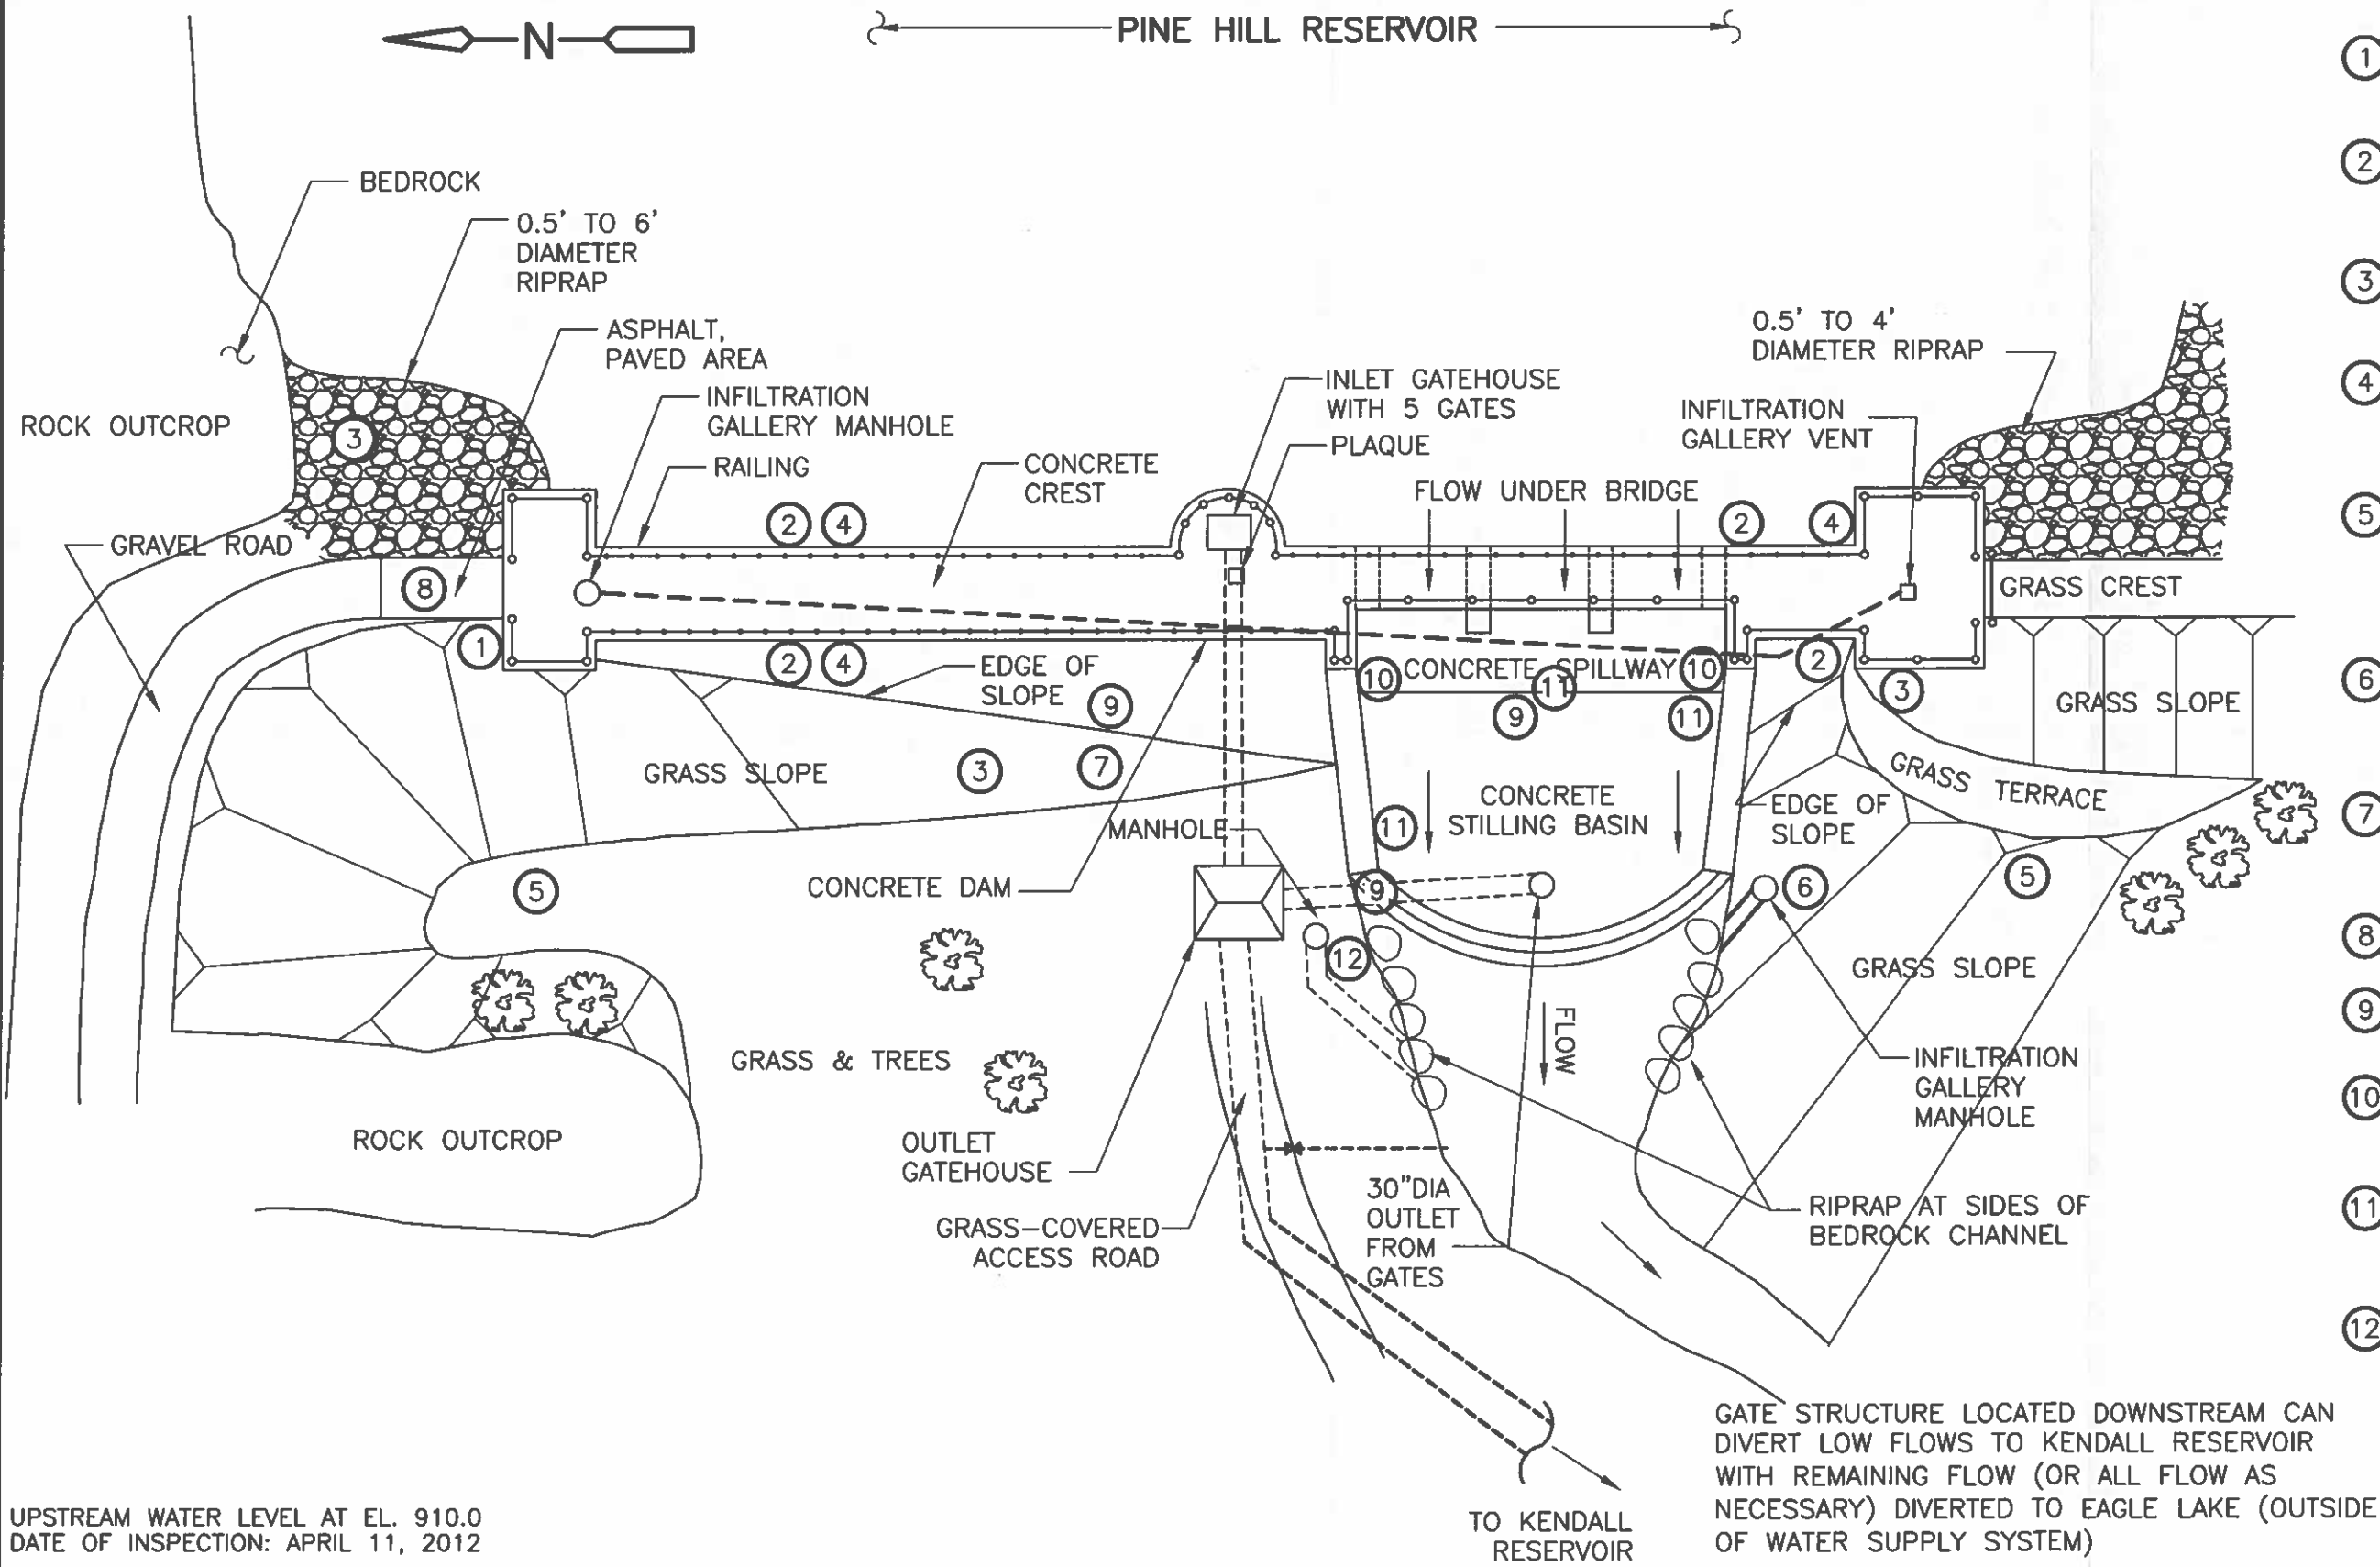 N
PINE HILL RESERVOIR
1
2
3
4
5
6
7
8
9
10
11
12
BEDROCK
0.5' TO 6'
DIAMETER
RIPRAP
ASPHALT,
PAVED AREA
INFILTRATION
GALLERY MANHOLE
RAILING
CONCRETE
CREST
INLET GATEHOUSE
WITH 5 GATES
PLAQUE
0.5' TO 4'
DIAMETER RIPRAP
INFILTRATION
GALLERY VENT
FLOW UNDER BRIDGE
ROCK OUTCROP
3
2 4
2
4
GRAVEL ROAD
8
GRASS CREST
1
2 4
EDGE OF
SLOPE
9
10
CONCRETE SPILLWAY
10
11
2
3
GRASS SLOPE
9
11
GRASS SLOPE
3
7
GRASS TERRACE
CONCRETE
STILLING BASIN
11
EDGE OF
SLOPE
MANHOLE
5
CONCRETE DAM
9
6
5
12
GRASS SLOPE
GRASS & TREES
FLOW
INFILTRATION
GALLERY
MANHOLE
ROCK OUTCROP
OUTLET
GATEHOUSE
GRASS-COVERED
ACCESS ROAD
30"DIA
OUTLET
FROM
GATES
RIPRAP AT SIDES OF
BEDROCK CHANNEL
GATE STRUCTURE LOCATED DOWNSTREAM CAN
DIVERT LOW FLOWS TO KENDALL RESERVOIR
WITH REMAINING FLOW (OR ALL FLOW AS
NECESSARY) DIVERTED TO EAGLE LAKE (OUTSIDE
OF WATER SUPPLY SYSTEM)
TO KENDALL
RESERVOIR
UPSTREAM WATER LEVEL AT EL. 910.0
DATE OF INSPECTION: APRIL 11, 2012